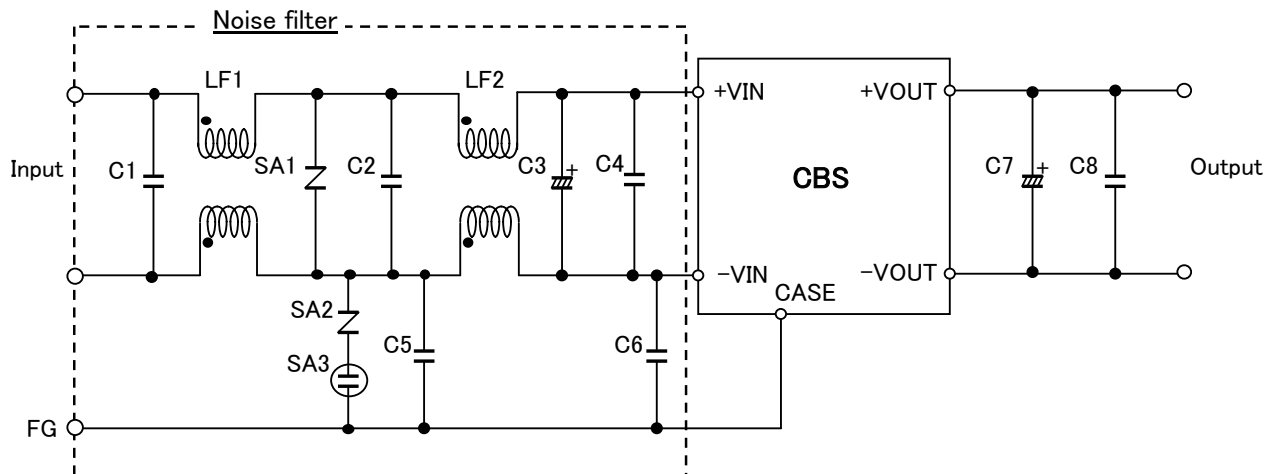 Noise filter
LF1
LF2
+VIN
+VOUT
Input
C1
SA1
C2
C3
+
C4
CBS
C7
+
C8
Output
−VIN
−VOUT
CASE
SA2
SA3
C5
C6
FG